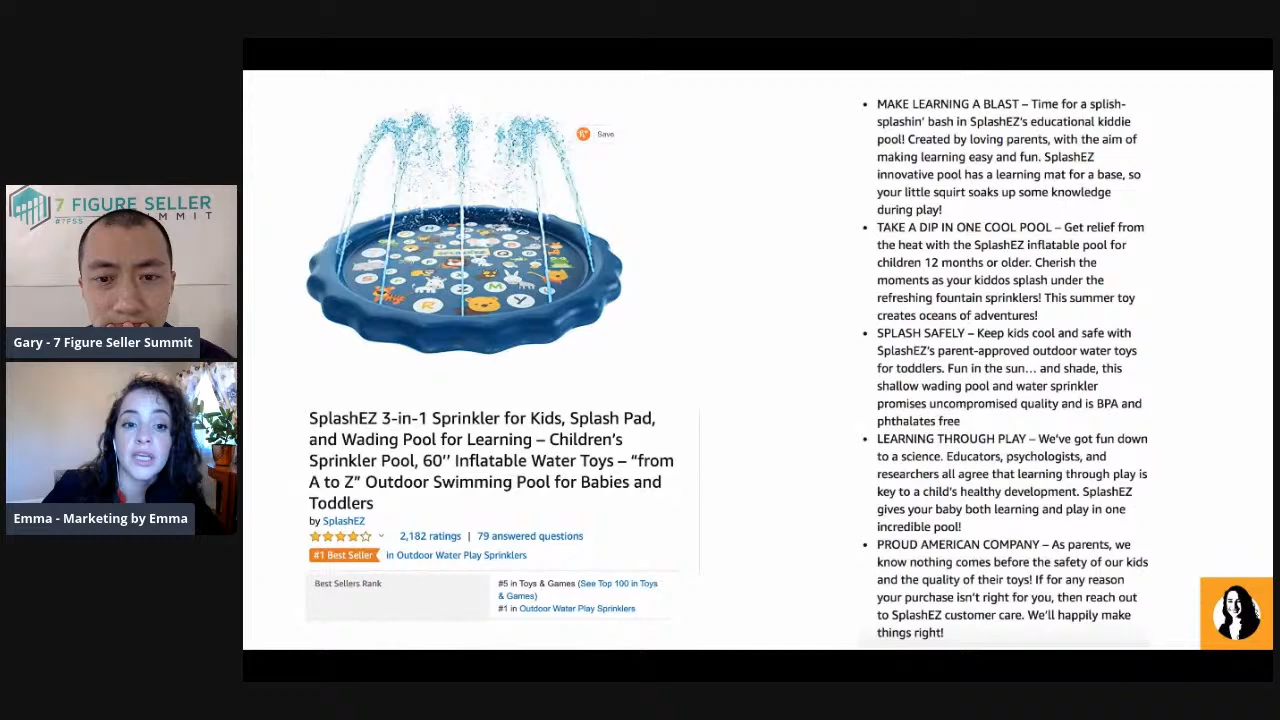 7 FIGURE SELLER
SUMMIT
#7FSS
Gary - 7 Figure Seller Summit
Emma - Marketing by Emma
Save
R
M
Y
SplashEZ 3-in-1 Sprinkler for Kids, Splash Pad,
and Wading Pool for Learning – Children’s
Sprinkler Pool, 60’’ Inflatable Water Toys – “from
A to Z” Outdoor Swimming Pool for Babies and
Toddlers
by SplashEZ
2,182 ratings | 79 answered questions
#1 Best Seller in Outdoor Water Play Sprinklers
Best Sellers Rank
#5 in Toys & Games (See Top 100 in Toys
& Games)
#1 in Outdoor Water Play Sprinklers
• MAKE LEARNING A BLAST – Time for a splish-
splashin’ bash in SplashEZ’s educational kiddie
pool! Created by loving parents, with the aim of
making learning easy and fun. SplashEZ
innovative pool has a learning mat for a base, so
your little squirt soaks up some knowledge
during play!
• TAKE A DIP IN ONE COOL POOL – Get relief from
the heat with the SplashEZ inflatable pool for
children 12 months or older. Cherish the
moments as your kiddos splash under the
refreshing fountain sprinklers! This summer toy
creates oceans of adventures!
• SPLASH SAFELY – Keep kids cool and safe with
SplashEZ’s parent-approved outdoor water toys
for toddlers. Fun in the sun… and shade, this
shallow wading pool and water sprinkler
promises uncompromised quality and is BPA and
phthalates free
• LEARNING THROUGH PLAY – We’ve got fun down
to a science. Educators, psychologists, and
researchers all agree that learning through play is
key to a child’s healthy development. SplashEZ
gives your baby both learning and play in one
incredible pool!
• PROUD AMERICAN COMPANY – As parents, we
know nothing comes before the safety of our kids
and the quality of their toys! If for any reason
your purchase isn’t right for you, then reach out
to SplashEZ customer care. We’ll happily make
things right!